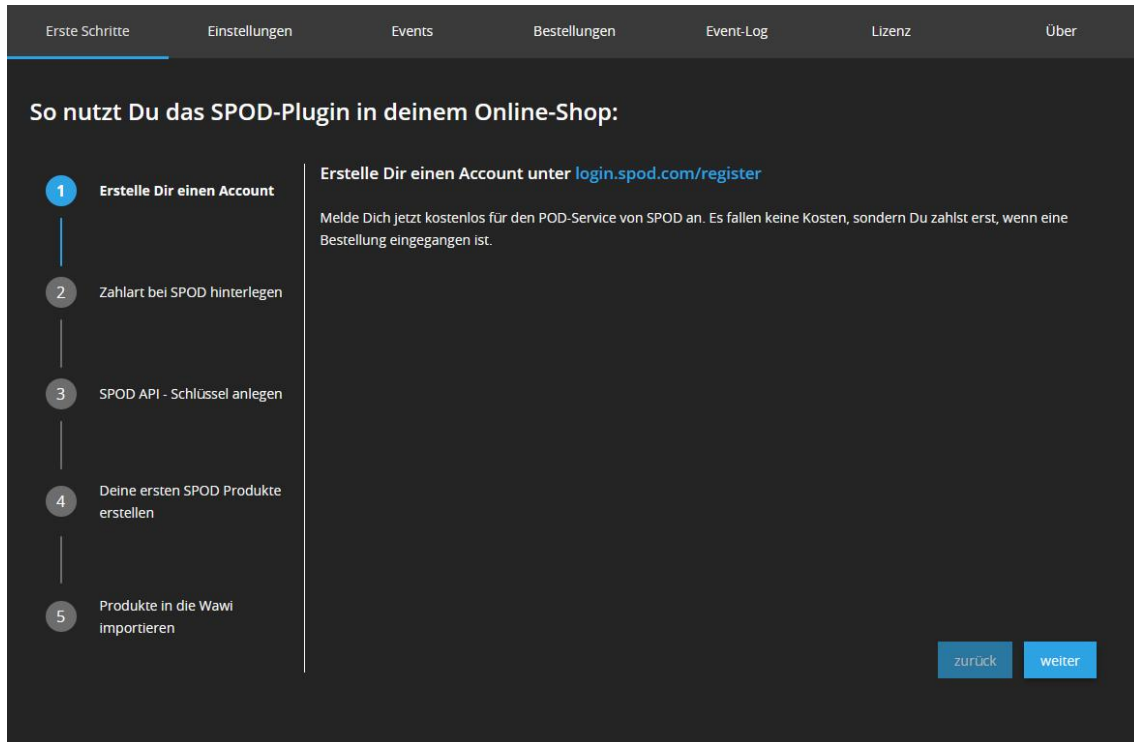 Erste Schritte Einstellungen Events Bestellungen Event-Log Lizenz Über
So nutzt Du das SPOD-Plugin in deinem Online-Shop:
1 Erstelle Dir einen Account
2 Zahlart bei SPOD hinterlegen
3 SPOD API - Schlüssel anlegen
4 Deine ersten SPOD Produkte
erstellen
5 Produkte in die Wawi
importieren
Erstelle Dir einen Account unter login.spod.com/register
Melde Dich jetzt kostenlos für den POD-Service von SPOD an. Es fallen keine Kosten, sondern Du zahlst erst, wenn eine
Bestellung eingegangen ist.
zurück weiter